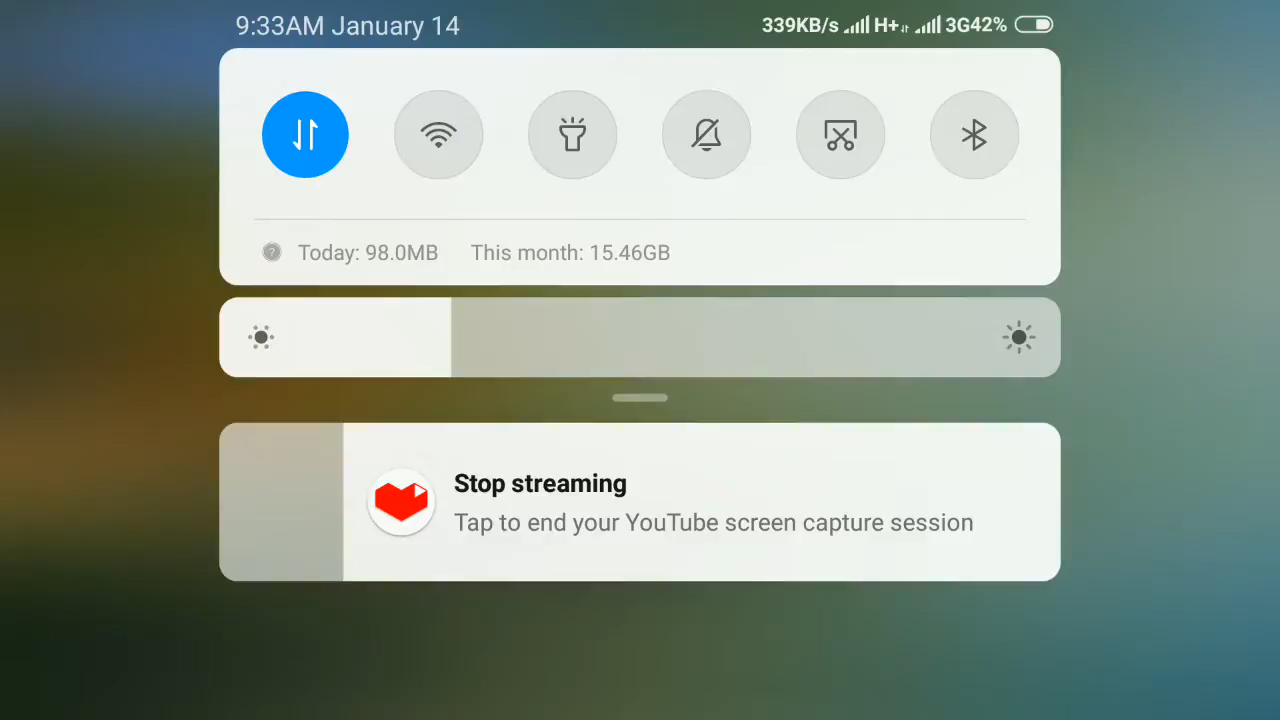 9:33AM January 14 339KB/s H+ 3G42%
Today: 98.0MB This month: 15.46GB
Stop streaming
Tap to end your YouTube screen capture session